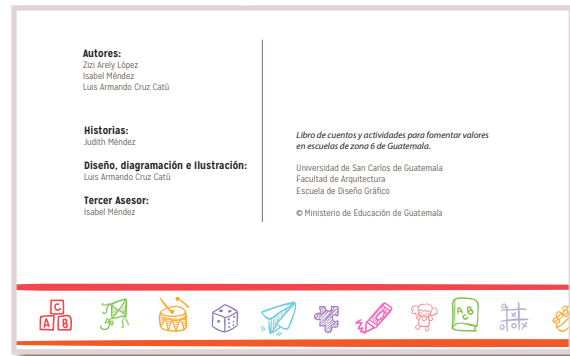 Autores:
Zizi Arely López
Isabel Méndez
Luis Armando Cruz Catú
Historias:
Judith Méndez
Diseño, diagramación e Ilustración:
Luis Armando Cruz Catú
Tercer Asesor:
Isabel Méndez
Libro de cuentos y actividades para fomentar valores
en escuelas de zona 6 de Guatemala.
Universidad de San Carlos de Guatemala
Facultad de Arquitectura
Escuela de Diseño Gráfico
© Ministerio de Educación de Guatemala
C
A B
A B
C